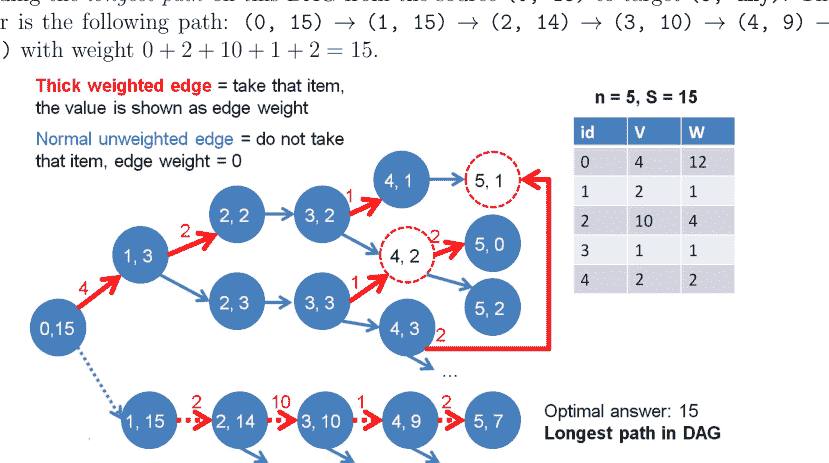 r is the following path: (0, 15) → (1, 15) → (2, 14) → (3, 10) → (4, 9) –
) with weight 0 + 2 + 10 + 1 + 2 = 15.
Thick weighted edge = take that item,
the value is shown as edge weight
Normal unweighted edge = do not take
that item, edge weight = 0
n = 5, S = 15
id V W
0 4 12
1 2 1
2 10 4
3 1 1
4 2 2
4, 1
5, 1
1
2, 2
3, 2
2
1, 3
4, 2
2
5, 0
4
1
2, 3
3, 3
5, 2
0,15
4, 3
2
...
2
10
1
2
1, 15
2, 14
3, 10
4, 9
5, 7
Optimal answer: 15
Longest path in DAG